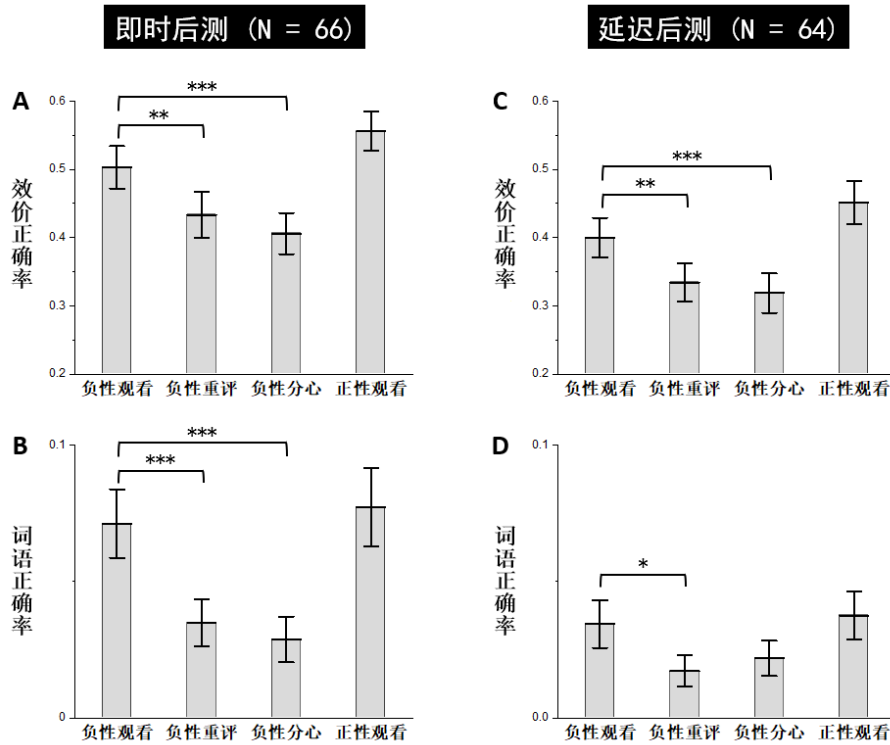 即时后测 (N = 66)
延迟后测 (N = 64)
A
***
**
效价正确率
0.6
0.5
0.4
0.3
0.2
负性观看 负性重评 负性分心 正性观看
C
***
**
效价正确率
0.6
0.5
0.4
0.3
0.2
负性观看 负性重评 负性分心 正性观看
B
***
***
词语正确率
0.1
0
负性观看 负性重评 负性分心 正性观看
D
*
词语正确率
0.1
0.0
负性观看 负性重评 负性分心 正性观看